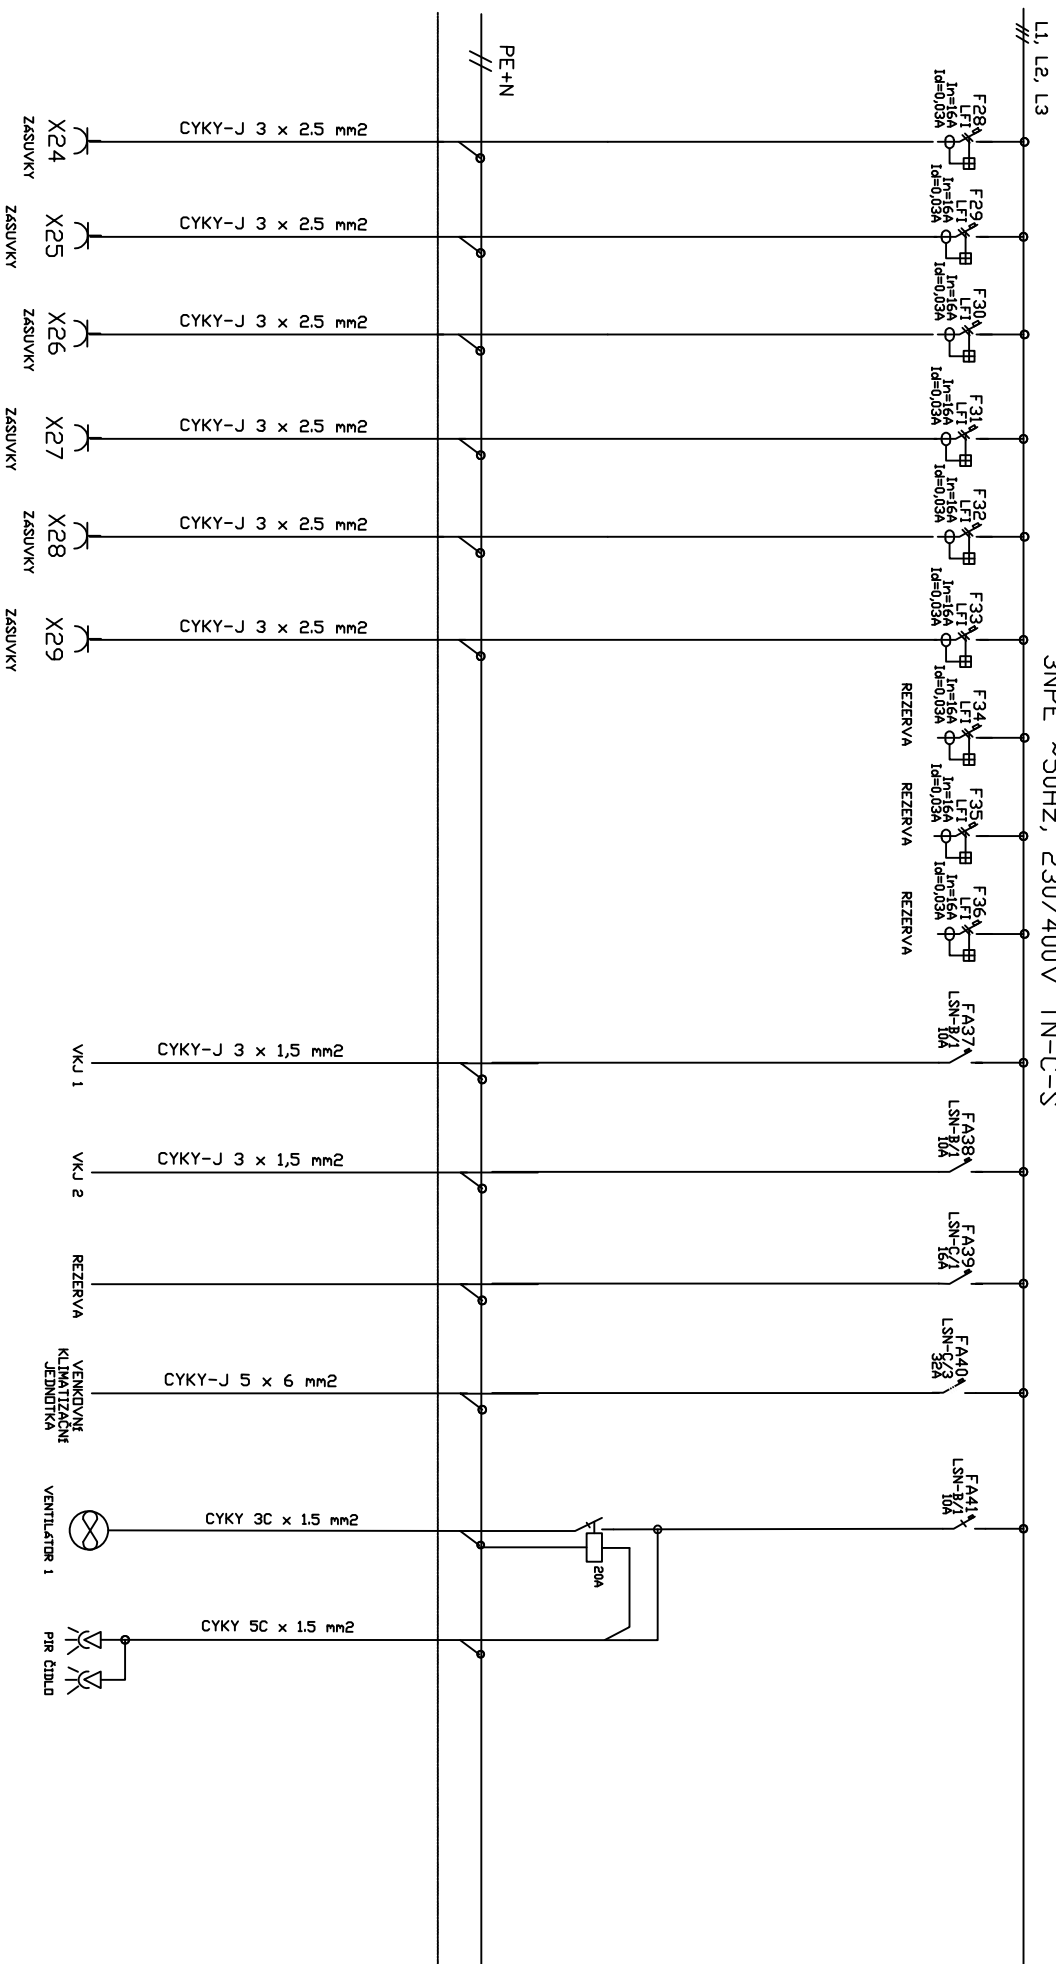 L1, L2, L3
3NPE ~50HZ, 230/400V TN-C-S
PE+N
F28
LFI
In=16A
Id=0,03A
CYKY-J 3 x 2.5 mm2
X24
ZÁSUVKY
F29
LFI
In=16A
Id=0,03A
CYKY-J 3 x 2.5 mm2
X25
ZÁSUVKY
F30
LFI
In=16A
Id=0,03A
CYKY-J 3 x 2.5 mm2
X26
ZÁSUVKY
F31
LFI
In=16A
Id=0,03A
CYKY-J 3 x 2.5 mm2
X27
ZÁSUVKY
F32
LFI
In=16A
Id=0,03A
CYKY-J 3 x 2.5 mm2
X28
ZÁSUVKY
F33
LFI
In=16A
Id=0,03A
CYKY-J 3 x 2.5 mm2
X29
ZÁSUVKY
F34
LFI
In=16A
Id=0,03A
REZERVA
F35
LFI
In=16A
Id=0,03A
REZERVA
F36
LFI
In=16A
Id=0,03A
REZERVA
FA37
LSN-B/1
10A
CYKY-J 3 x 1,5 mm2
VKJ 1
FA38
LSN-B/1
10A
CYKY-J 3 x 1,5 mm2
VKJ 2
FA39
LSN-C/1
16A
REZERVA
FA40
LSN-C/3
32A
CYKY-J 5 x 6 mm2
VENKOVNÍ
KLIMATIZAČNÍ
JEDNOTKA
FA41
LSN-B/1
10A
20A
CYKY 3C x 1.5 mm2
VENTILÁTOR 1
CYKY 5C x 1.5 mm2
PIR ČIDLO